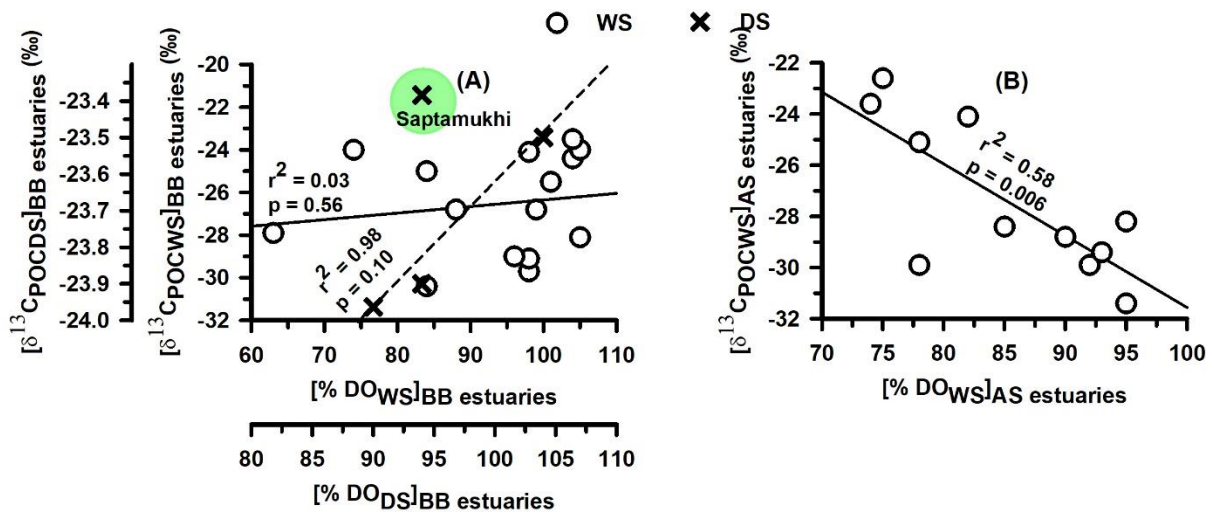 WS DS
[δ13CPOCDS]BB estuaries (‰)
-23.4
-23.5
-23.6
-23.7
-23.8
-23.9
-24.0
[δ13CPOCWS]BB estuaries (‰)
-20
-22
-24
-26
-28
-30
-32
(A)
Saptamukhi
r2 = 0.03
p = 0.56
r2 = 0.98
p = 0.10
60 70 80 90 100 110
[% DOWS]BB estuaries
80 85 90 95 100 105 110
[% DODS]BB estuaries
[δ13CPOCWS]AS estuaries (‰)
-22
-24
-26
-28
-30
-32
(B)
r2 = 0.58
p = 0.006
70 75 80 85 90 95 100
[% DOWS]AS estuaries